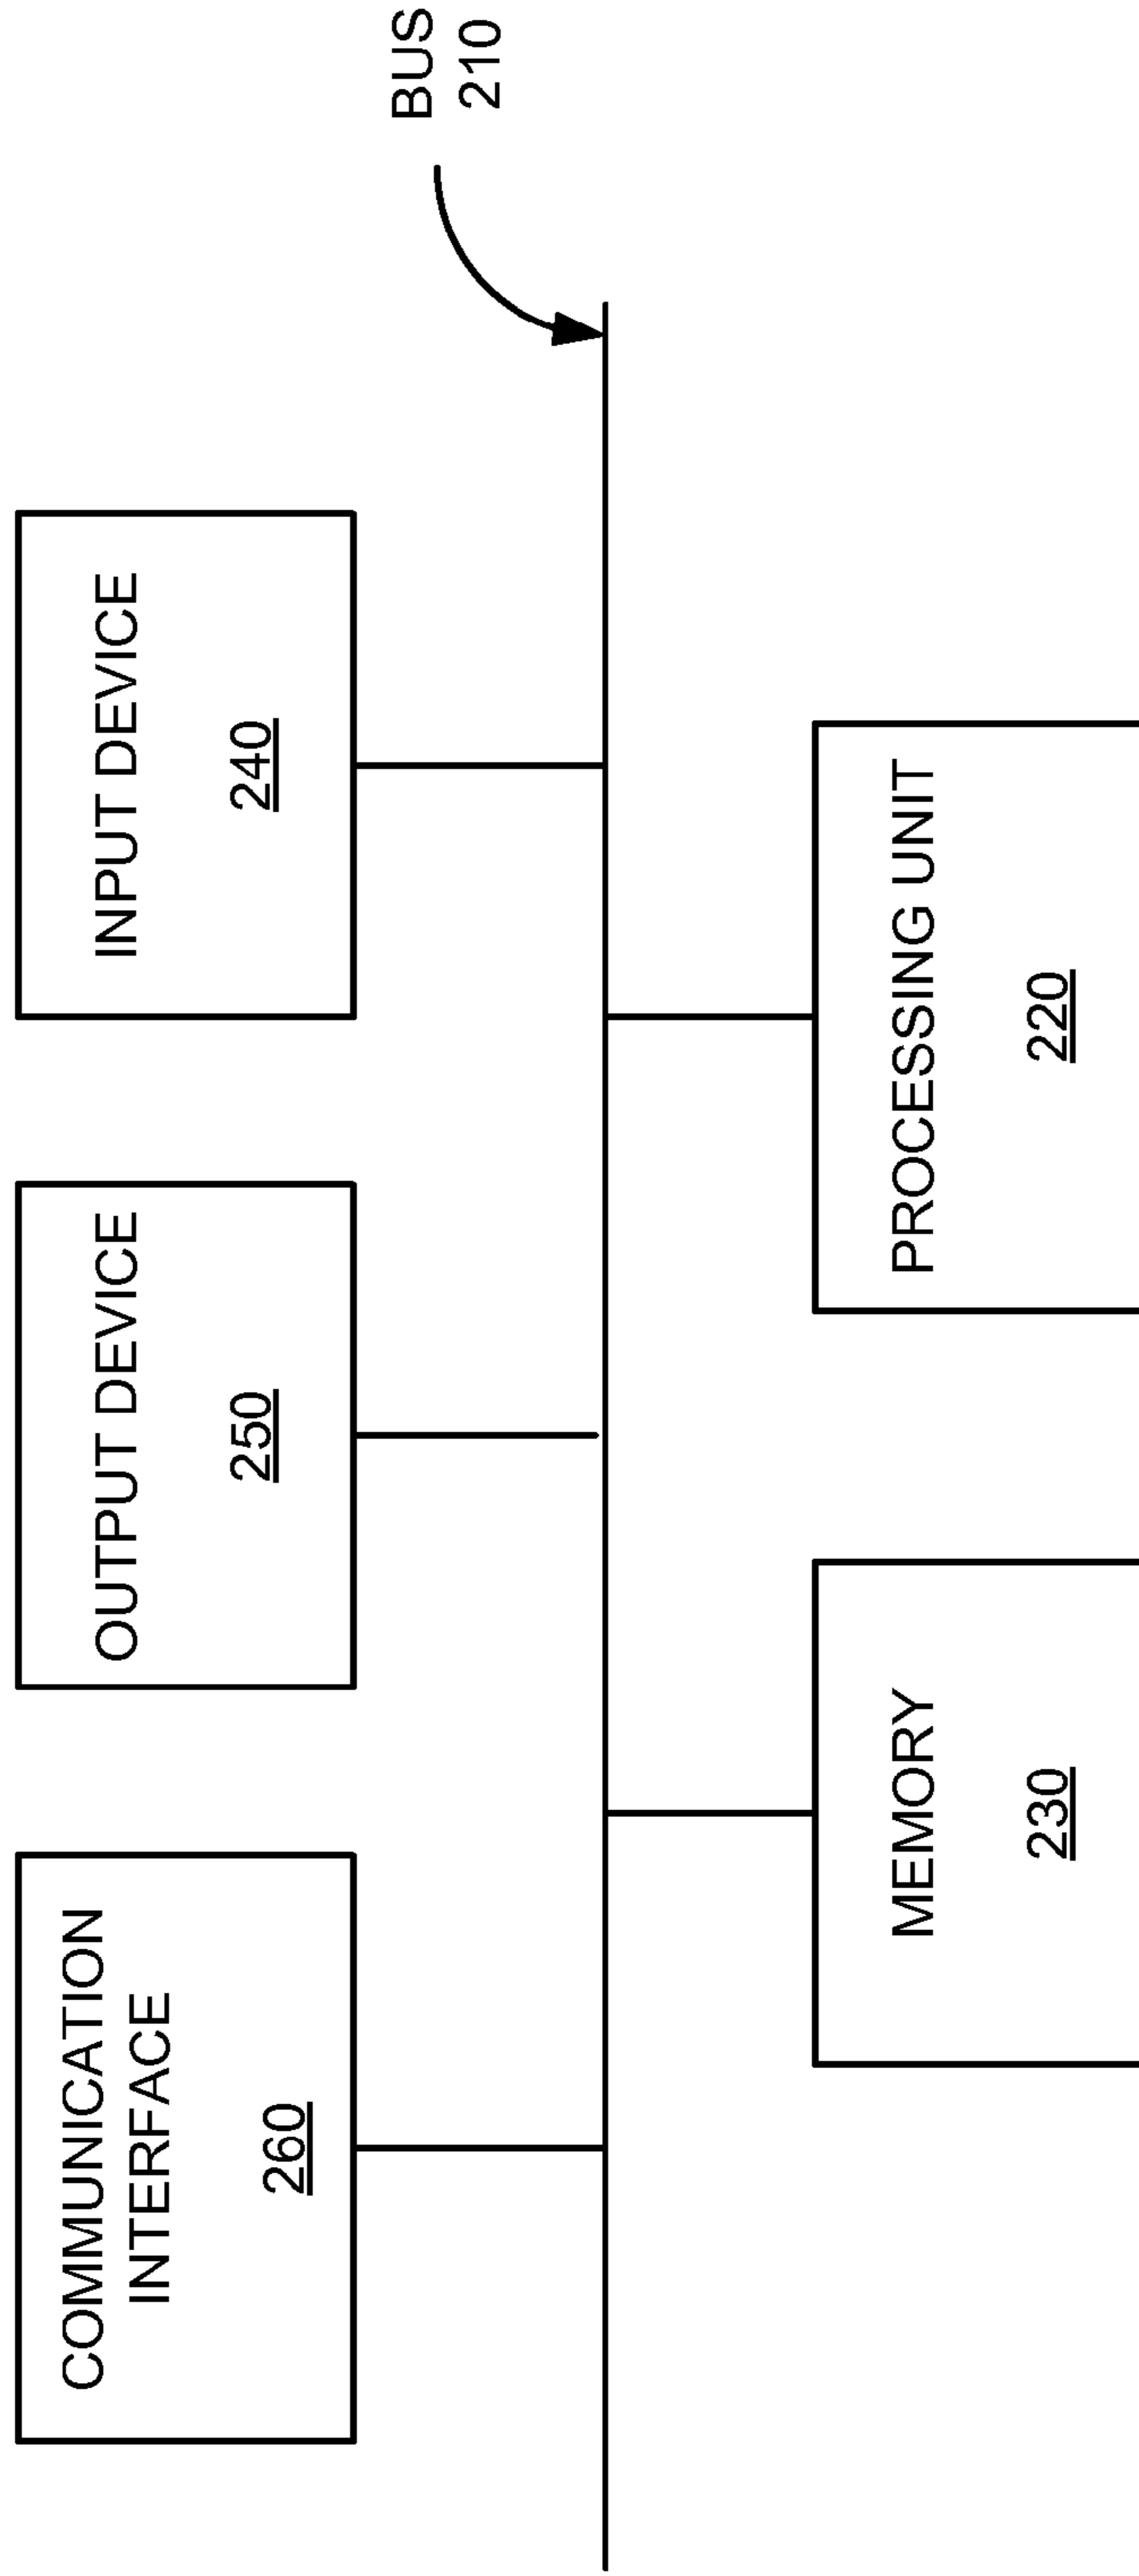 COMMUNICATION
INTERFACE
260
OUTPUT DEVICE
250
INPUT DEVICE
240
BUS
210
MEMORY
230
PROCESSING UNIT
220